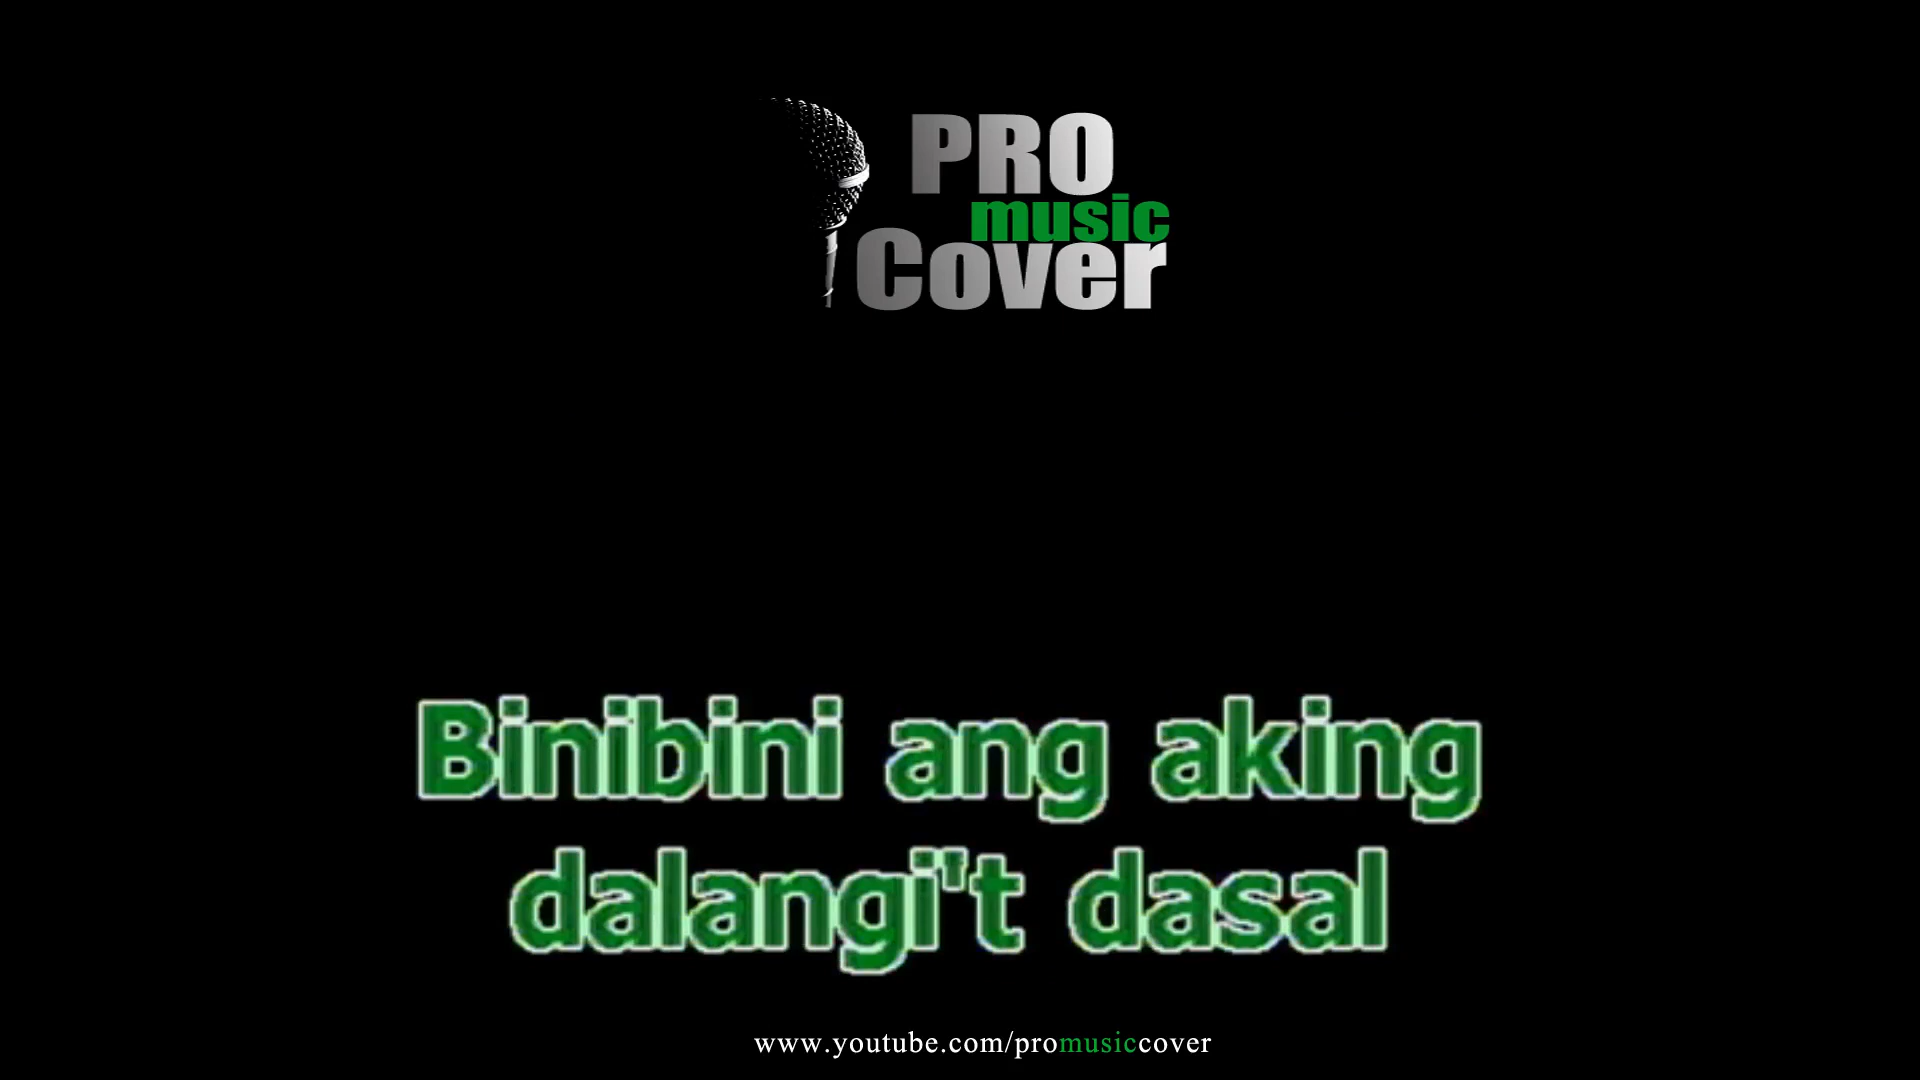 PRO
music
Cover
Binibini ang aking
dalangi't dasal
www.youtube.com/promusiccover